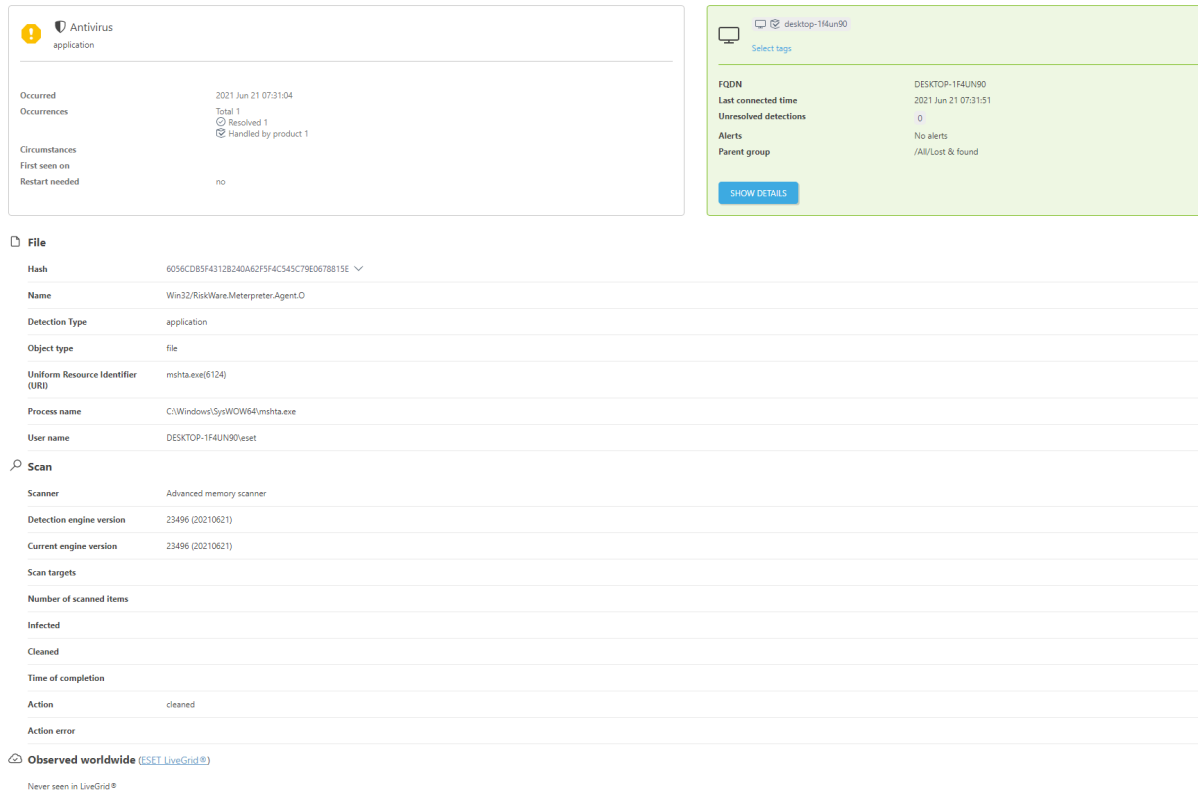 Antivirus
application
Occurred 2021 Jun 21 07:31:04
Occurrences Total 1
Resolved 1
Handled by product 1
Circumstances
First seen on
Restart needed no
desktop-1f4un90
Select tags
FQDN DESKTOP-1F4UN90
Last connected time 2021 Jun 21 07:31:51
Unresolved detections 0
Alerts No alerts
Parent group /All/Lost & found
SHOW DETAILS
File
Hash 6056CDB5F4312B240A62F5F4C545C79E0678815E
Name Win32/RiskWare.Meterpreter.Agent.O
Detection Type application
Object type file
Uniform Resource Identifier
(URI) mshta.exe(6124)
Process name C:\Windows\SysWOW64\mshta.exe
User name DESKTOP-1F4UN90\eset
Scan
Scanner Advanced memory scanner
Detection engine version 23496 (20210621)
Current engine version 23496 (20210621)
Scan targets
Number of scanned items
Infected
Cleaned
Time of completion
Action cleaned
Action error
Observed worldwide (ESET LiveGrid®)
Never seen in LiveGrid®